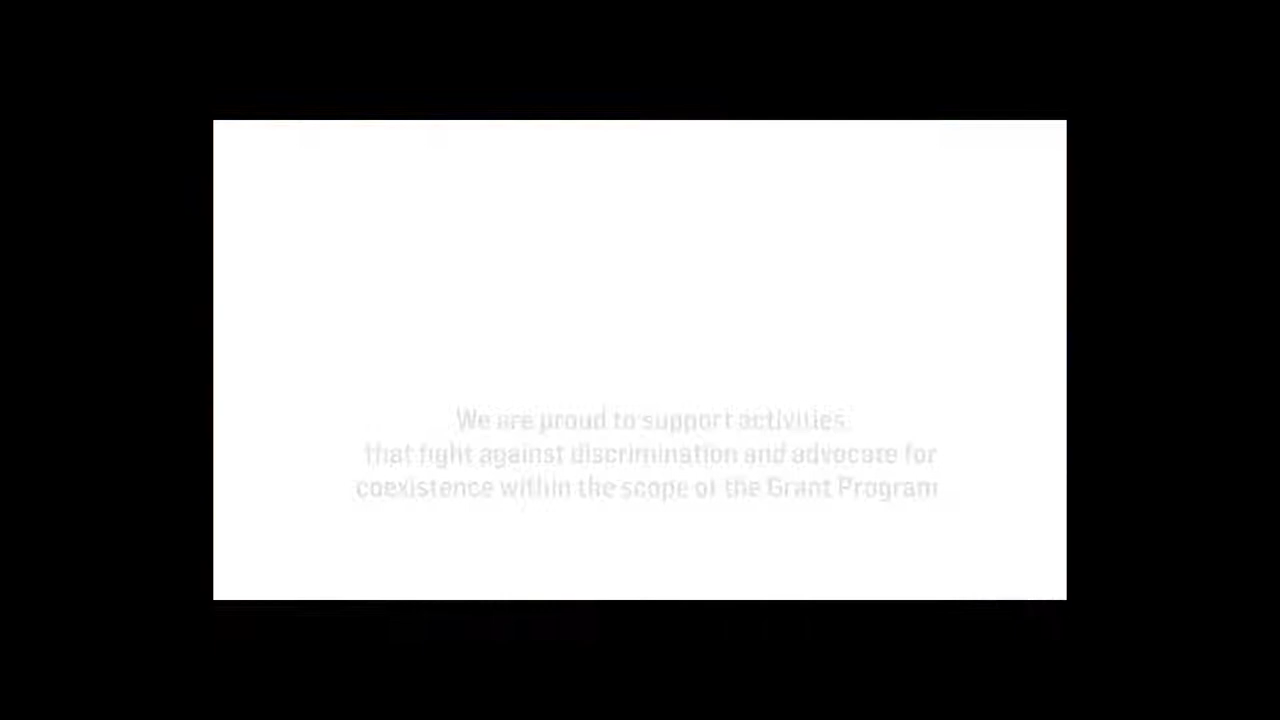 We are proud to support activities
that fight against discrimination and advocate for
coexistence within the scope of the Grant Program